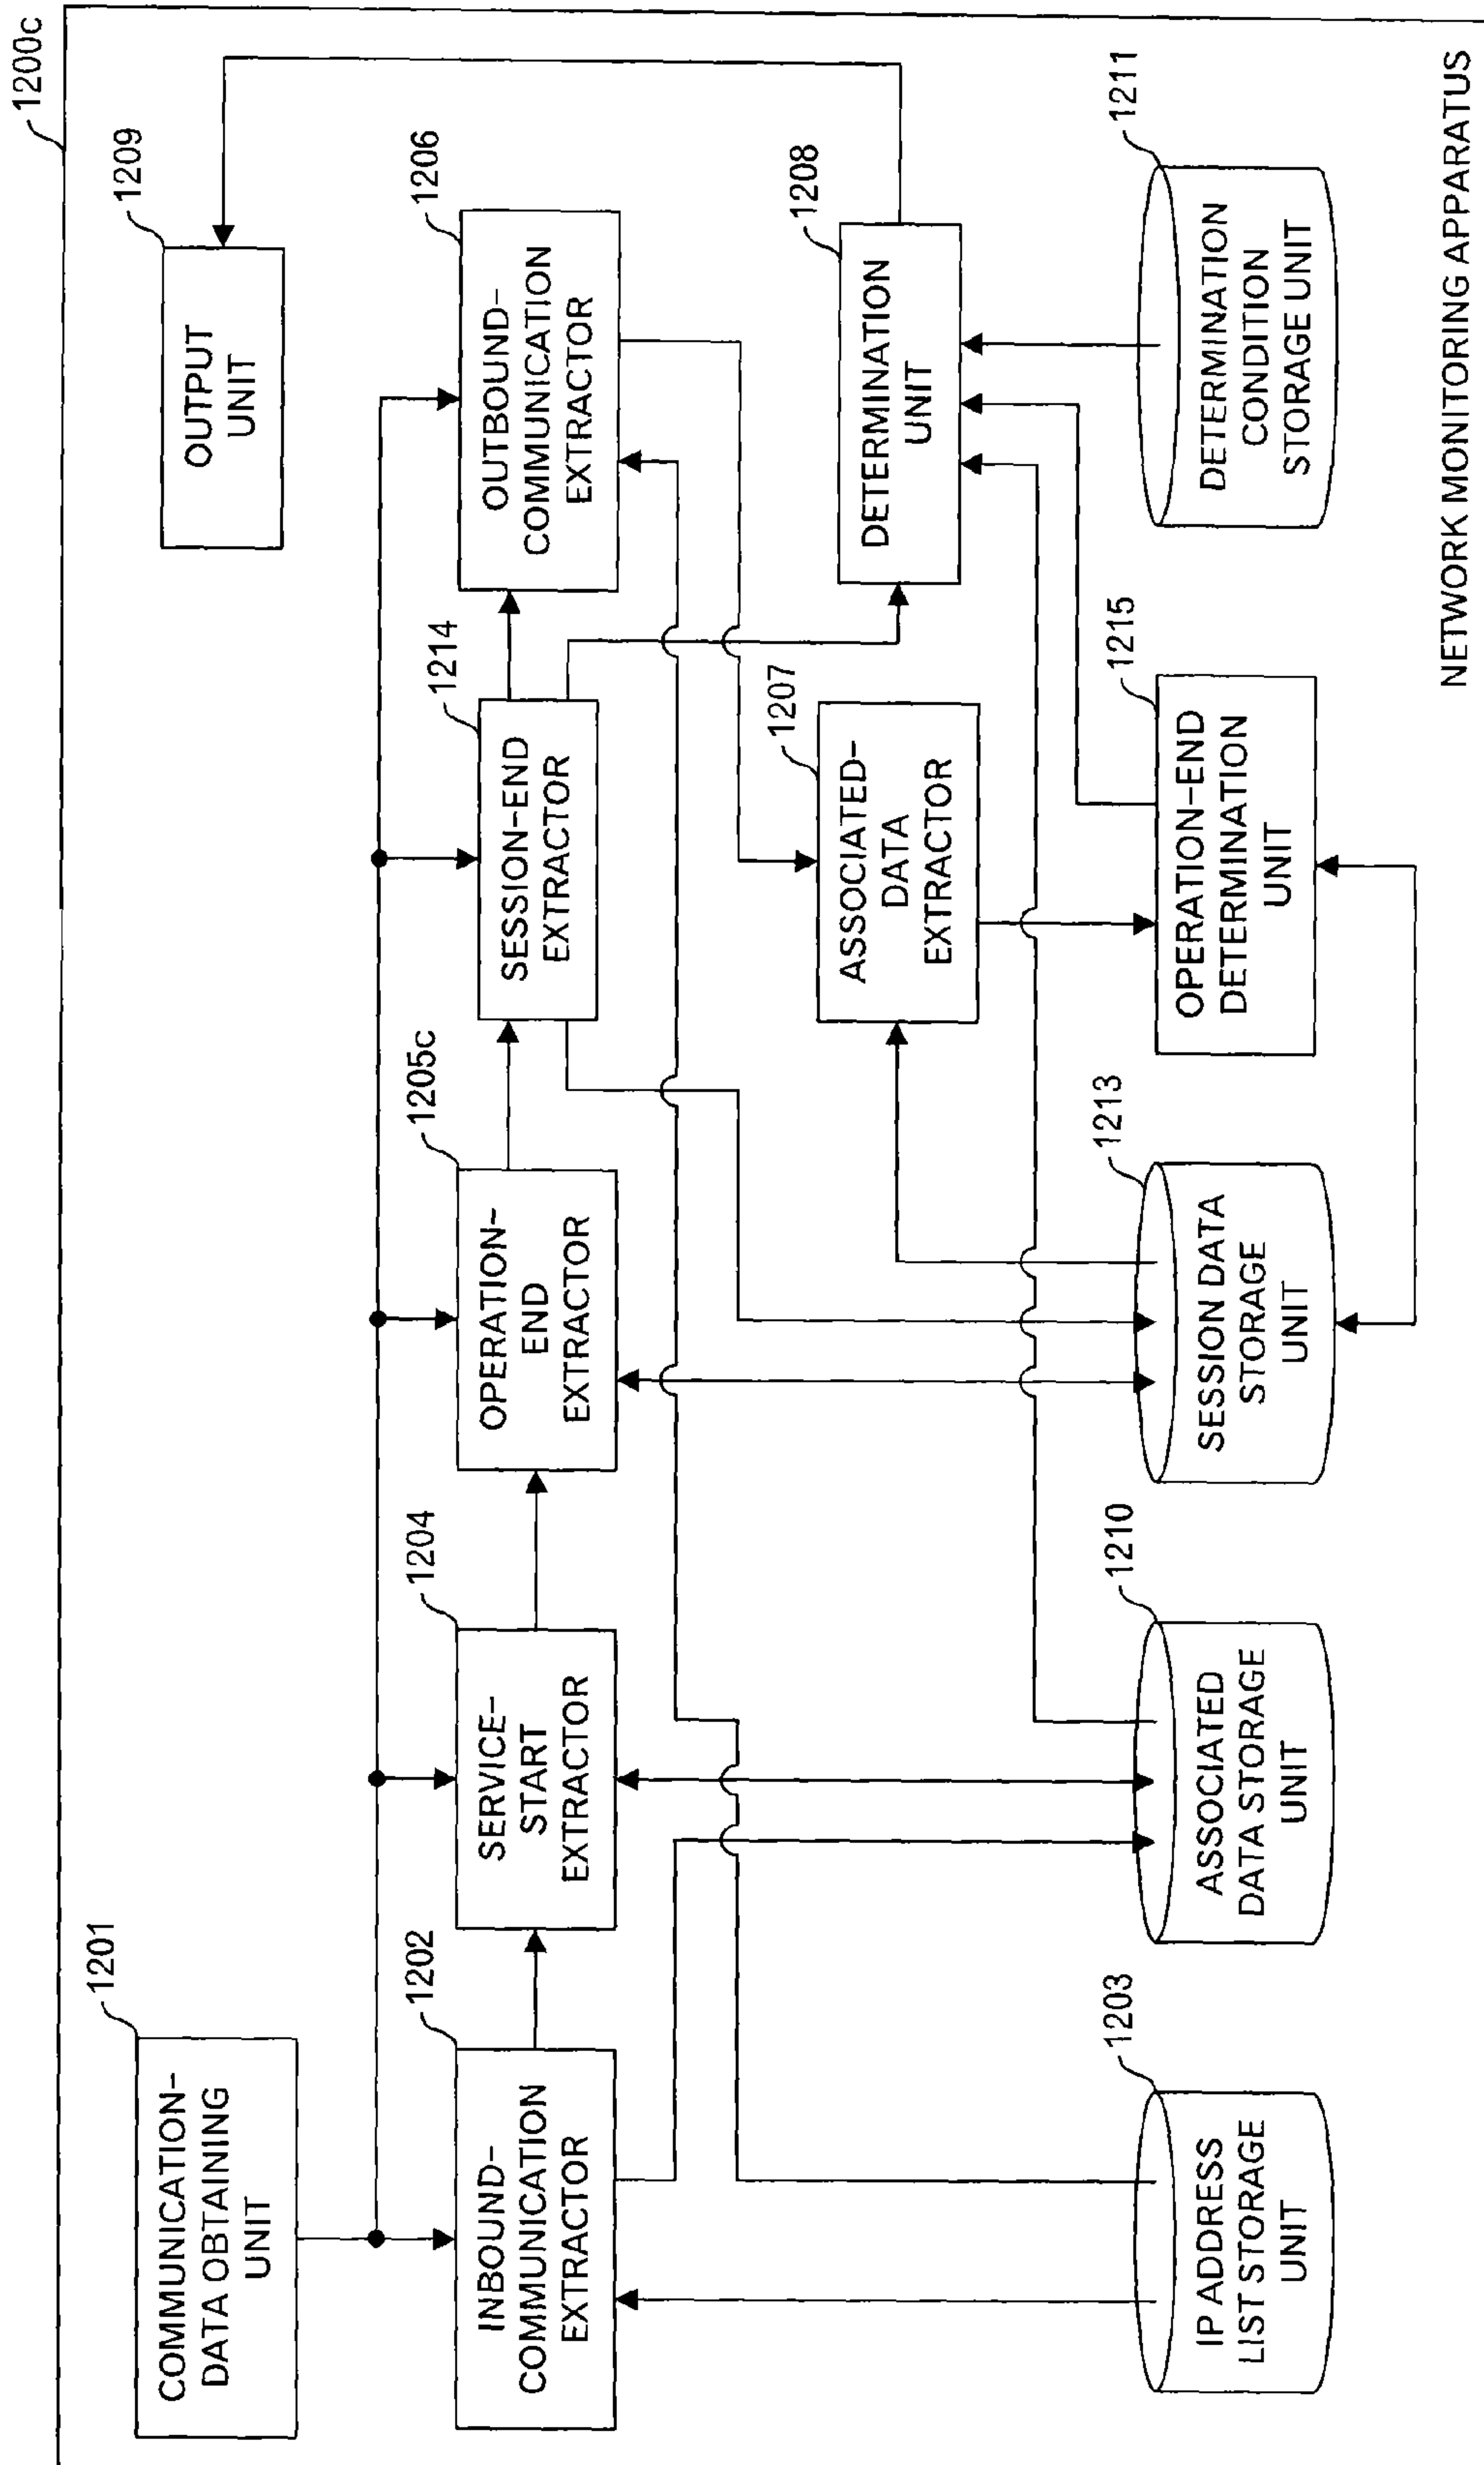 1200c
1201
COMMUNICATION-
DATA OBTAINING
UNIT
1209
OUTPUT
UNIT
1202
INBOUND-
COMMUNICATION
EXTRACTOR
1204
SERVICE-
START
EXTRACTOR
1205c
OPERATION-
END
EXTRACTOR
1214
SESSION-END
EXTRACTOR
1206
OUTBOUND-
COMMUNICATION
EXTRACTOR
1207
ASSOCIATED-
DATA
EXTRACTOR
1208
DETERMINATION
UNIT
1203
IP ADDRESS
LIST STORAGE
UNIT
1210
ASSOCIATED
DATA STORAGE
UNIT
1213
SESSION DATA
STORAGE
UNIT
1215
OPERATION-END
DETERMINATION
UNIT
1211
DETERMINATION
CONDITION
STORAGE UNIT
NETWORK MONITORING APPARATUS